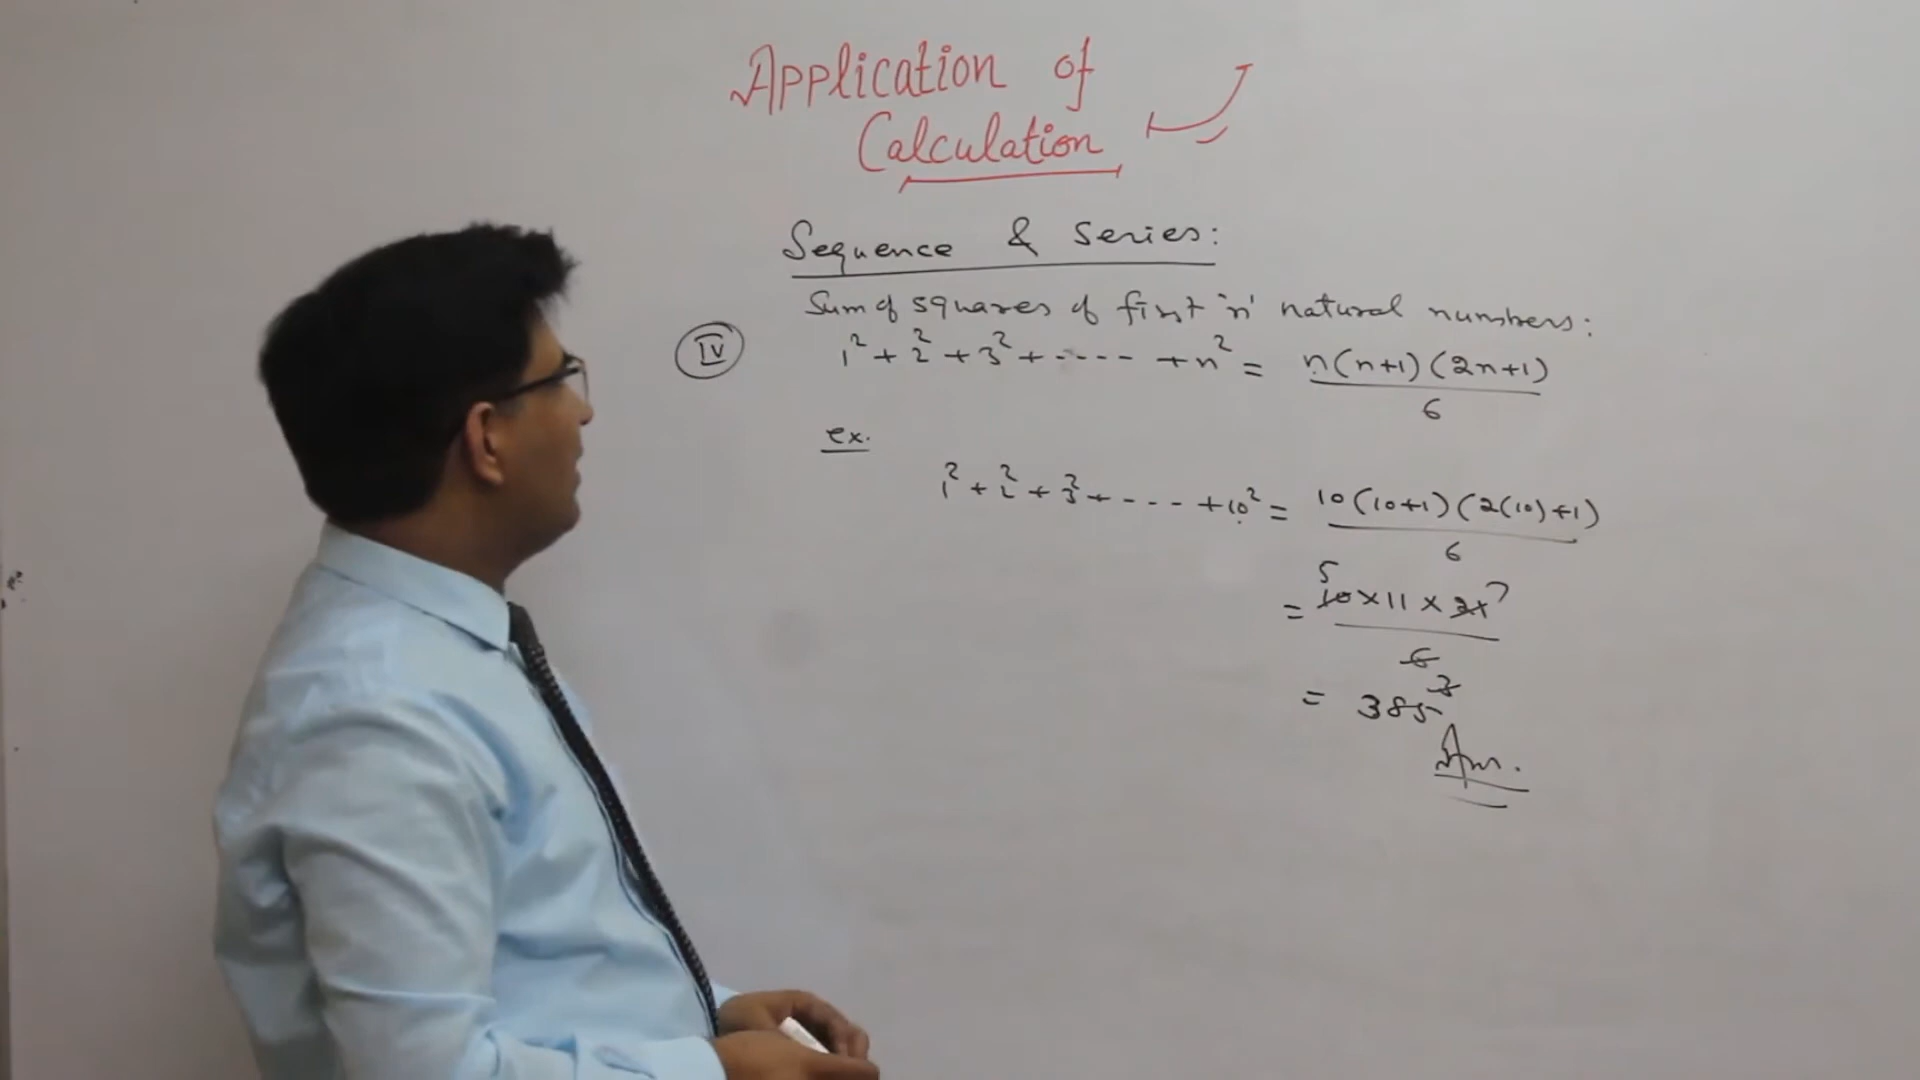 Application of
Calculation
Sequence & Series:
Sum of squares of first 'n' natural numbers:
IV
1² + 2² + 3² + ---- + n² = n(n+1)(2n+1)
6
ex.
1² + 2² + 3² + ---- + 10² = 10(10+1)(2(10)+1)
6
5
= 10 × 11 × 21 7
6
3
= 385
Ans.